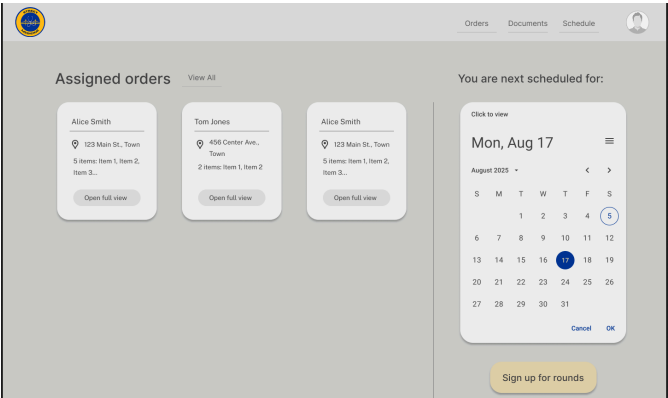 Orders Documents Schedule
Assigned orders View All
You are next scheduled for:
Alice Smith
123 Main St., Town
5 items: Item 1, Item 2,
Item 3...
Open full view
Tom Jones
456 Center Ave.,
Town
2 items: Item 1, Item 2
Open full view
Alice Smith
123 Main St., Town
5 items: Item 1, Item 2,
Item 3...
Open full view
Click to view
Mon, Aug 17
August 2025
S M T W T F S
1 2 3 4 5
6 7 8 9 10 11 12
13 14 15 16 17 18 19
20 21 22 23 24 25 26
27 28 29 30 31
Cancel OK
Sign up for rounds